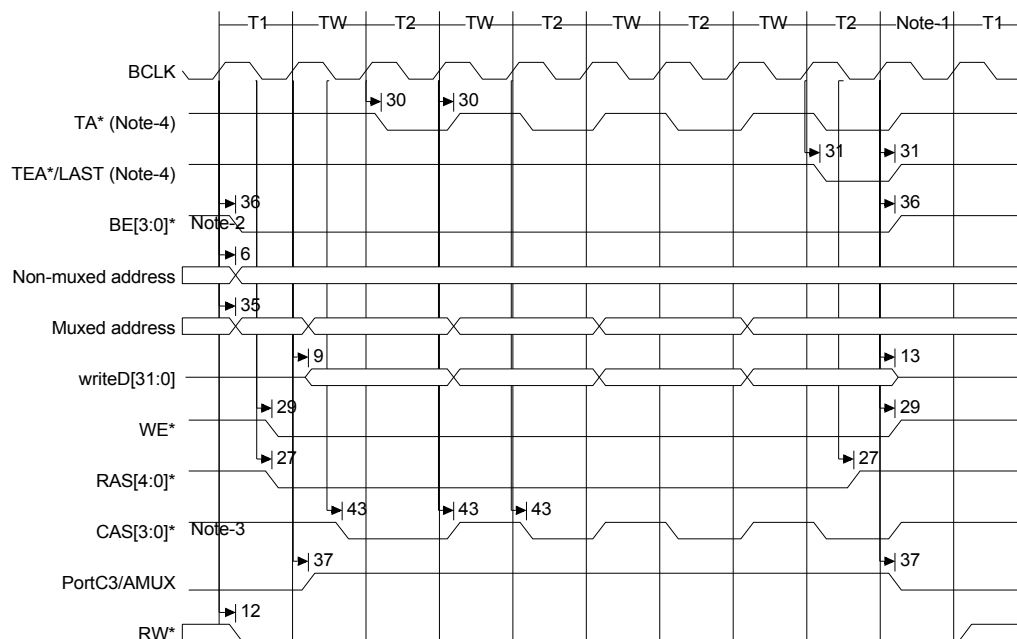 T1 TW T2 TW T2 TW T2 TW T2 Note-1 T1
BCLK
30 30
TA* (Note-4)
31 31
TEA*/LAST (Note-4)
36 36
BE[3:0]* Note-2
6
Non-muxed address
35
Muxed address
9 13
writeD[31:0]
29 29
WE*
27 27
RAS[4:0]*
43 43 43
CAS[3:0]* Note-3
37 37
PortC3/AMUX
12
RW*